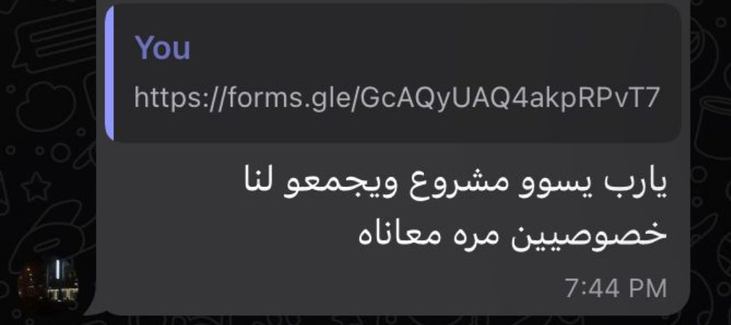 You
https://forms.gle/GcAQyUAQ4akpRPvT7
يارب يسوو مشروع ويجمعو لنا
خصوصيين مره معاناه
7:44 PM